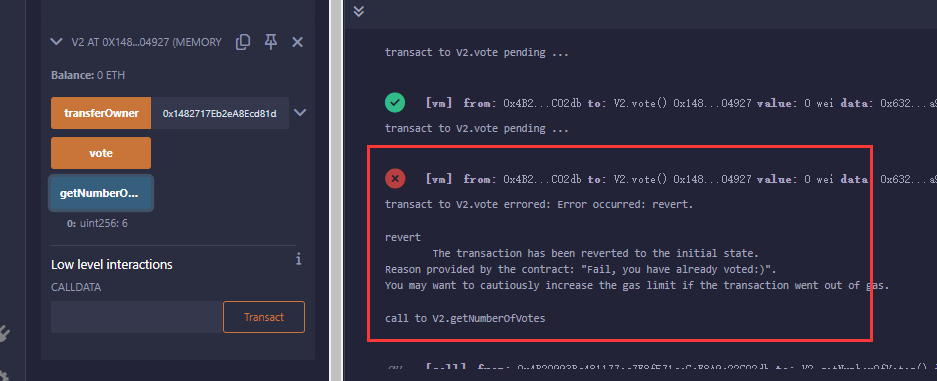 V2 AT 0X148...04927 (MEMORY
Balance: 0 ETH
transferOwner 0x1482717Eb2eA8Ecd81d
vote
getNumberO...
0: uint256: 6
Low level interactions
i
CALLDATA
Transact
transact to V2.vote pending ...
[vm] from: 0x4B2...C02db to: V2.vote() 0x148...04927 value: 0 wei data: 0x632...a9
transact to V2.vote pending ...
[vm] from: 0x4B2...C02db to: V2.vote() 0x148...04927 value: 0 wei data: 0x632...a9
transact to V2.vote errored: Error occurred: revert.
revert
The transaction has been reverted to the initial state.
Reason provided by the contract: "Fail, you have already voted:)".
You may want to cautiously increase the gas limit if the transaction went out of gas.
call to V2.getNumberOfVotes
[call] from: